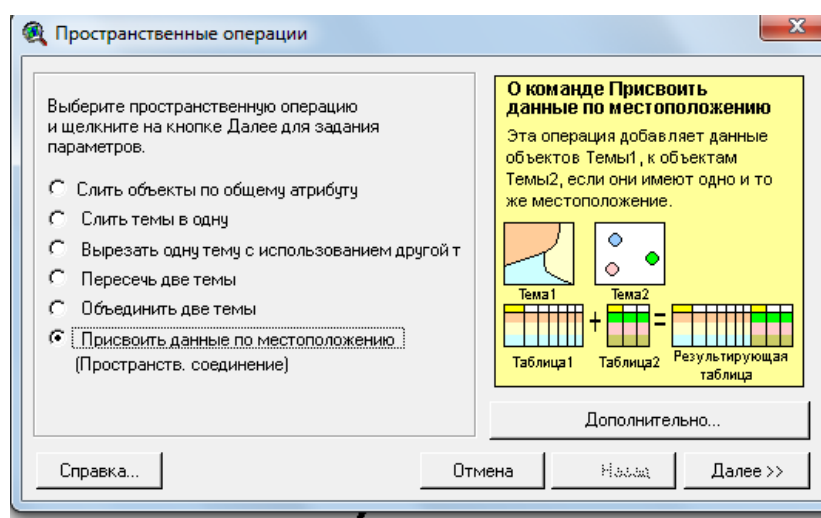 Пространственные операции
Выберите пространственную операцию
и щелкните на кнопке Далее для задания
параметров.
Слить объекты по общему атрибуту
Слить темы в одну
Вырезать одну тему с использованием другой т
Пересечь две темы
Объединить две темы
Присвоить данные по местоположению
(Пространств. соединение)
О команде Присвоить
данные по местоположению
Эта операция добавляет данные
объектов Темы1, к объектам
Темы2, если они имеют одно и то
же местоположение.
Тема1 Тема2
+ =
Таблица1 Таблица2 Результирующая
таблица
Дополнительно...
Справка... Отмена Назад Далее >>